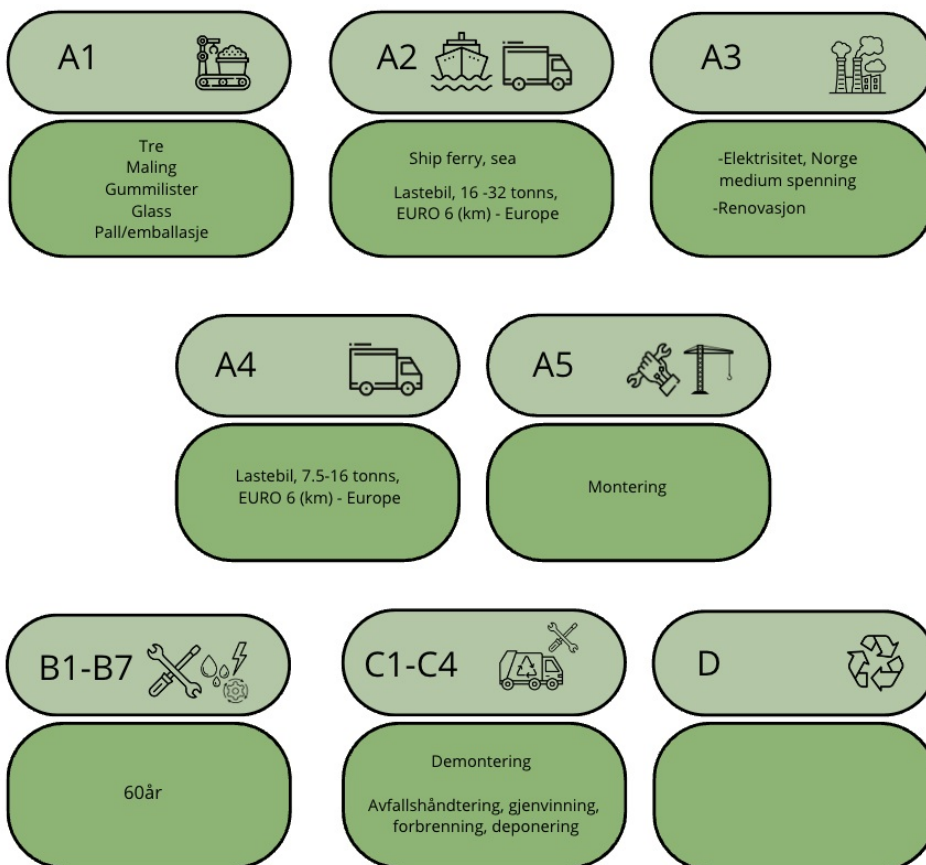 A1
Tre
Maling
Gummilister
Glass
Pall/emballasje
A2
Ship ferry, sea
Lastebil, 16 -32 tonns,
EURO 6 (km) - Europe
A3
-Elektrisitet, Norge
medium spenning
-Renovasjon
A4
Lastebil, 7.5-16 tonns,
EURO 6 (km) - Europe
A5
Montering
B1-B7
60år
C1-C4
Demontering
Avfallshåndtering, gjenvinning,
forbrenning, deponering
D